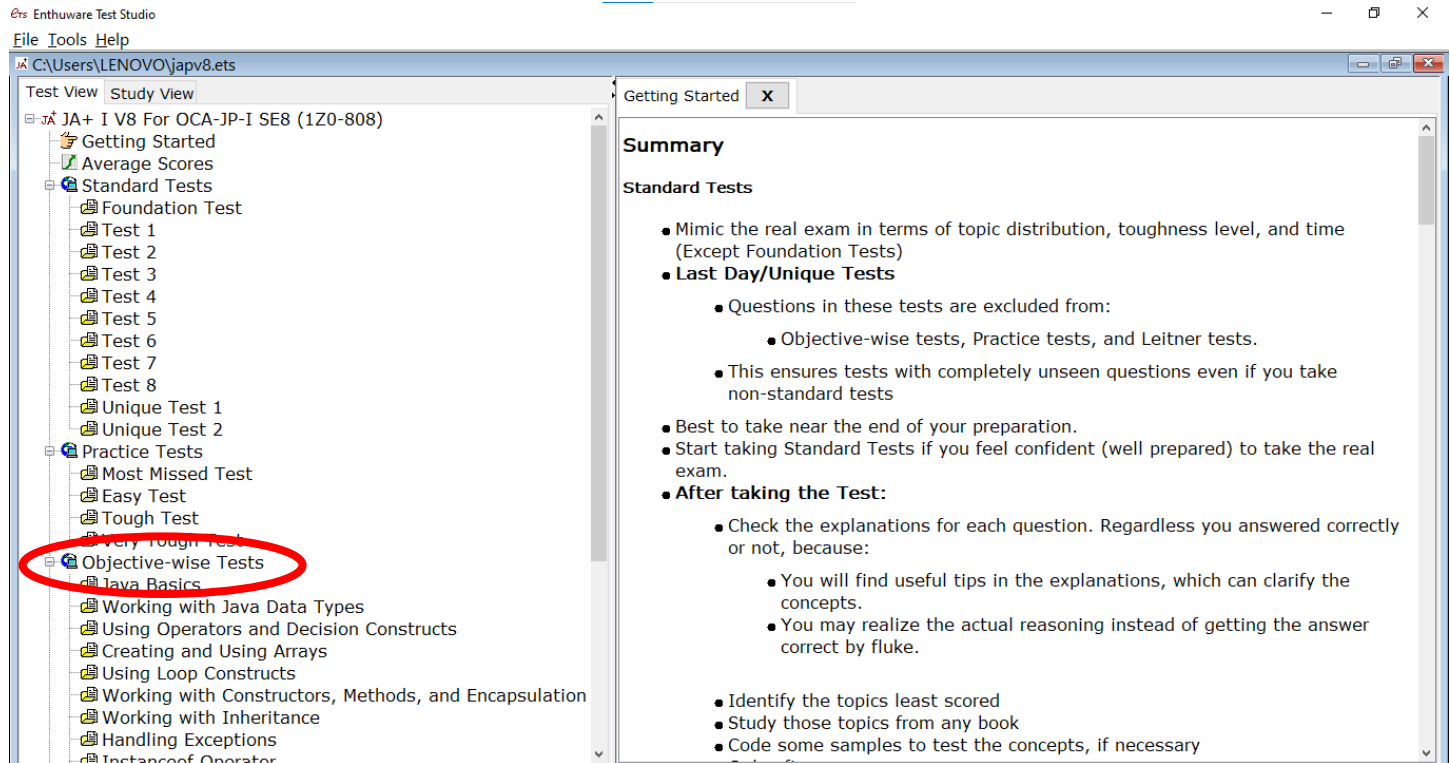 ets Enthuware Test Studio
File Tools Help
C:\Users\LENOVO\japv8.ets
Test View Study View
JA+ I V8 For OCA-JP-I SE8 (1Z0-808)
Getting Started
Average Scores
Standard Tests
Foundation Test
Test 1
Test 2
Test 3
Test 4
Test 5
Test 6
Test 7
Test 8
Unique Test 1
Unique Test 2
Practice Tests
Most Missed Test
Easy Test
Tough Test
Very Tough Test
Objective-wise Tests
Java Basics
Working with Java Data Types
Using Operators and Decision Constructs
Creating and Using Arrays
Using Loop Constructs
Working with Constructors, Methods, and Encapsulation
Working with Inheritance
Handling Exceptions
Instanceof Operator
Getting Started X
Summary
Standard Tests
Mimic the real exam in terms of topic distribution, toughness level, and time
(Except Foundation Tests)
Last Day/Unique Tests
Questions in these tests are excluded from:
Objective-wise tests, Practice tests, and Leitner tests.
This ensures tests with completely unseen questions even if you take
non-standard tests
Best to take near the end of your preparation.
Start taking Standard Tests if you feel confident (well prepared) to take the real
exam.
After taking the Test:
Check the explanations for each question. Regardless you answered correctly
or not, because:
You will find useful tips in the explanations, which can clarify the
concepts.
You may realize the actual reasoning instead of getting the answer
correct by fluke.
Identify the topics least scored
Study those topics from any book
Code some samples to test the concepts, if necessary